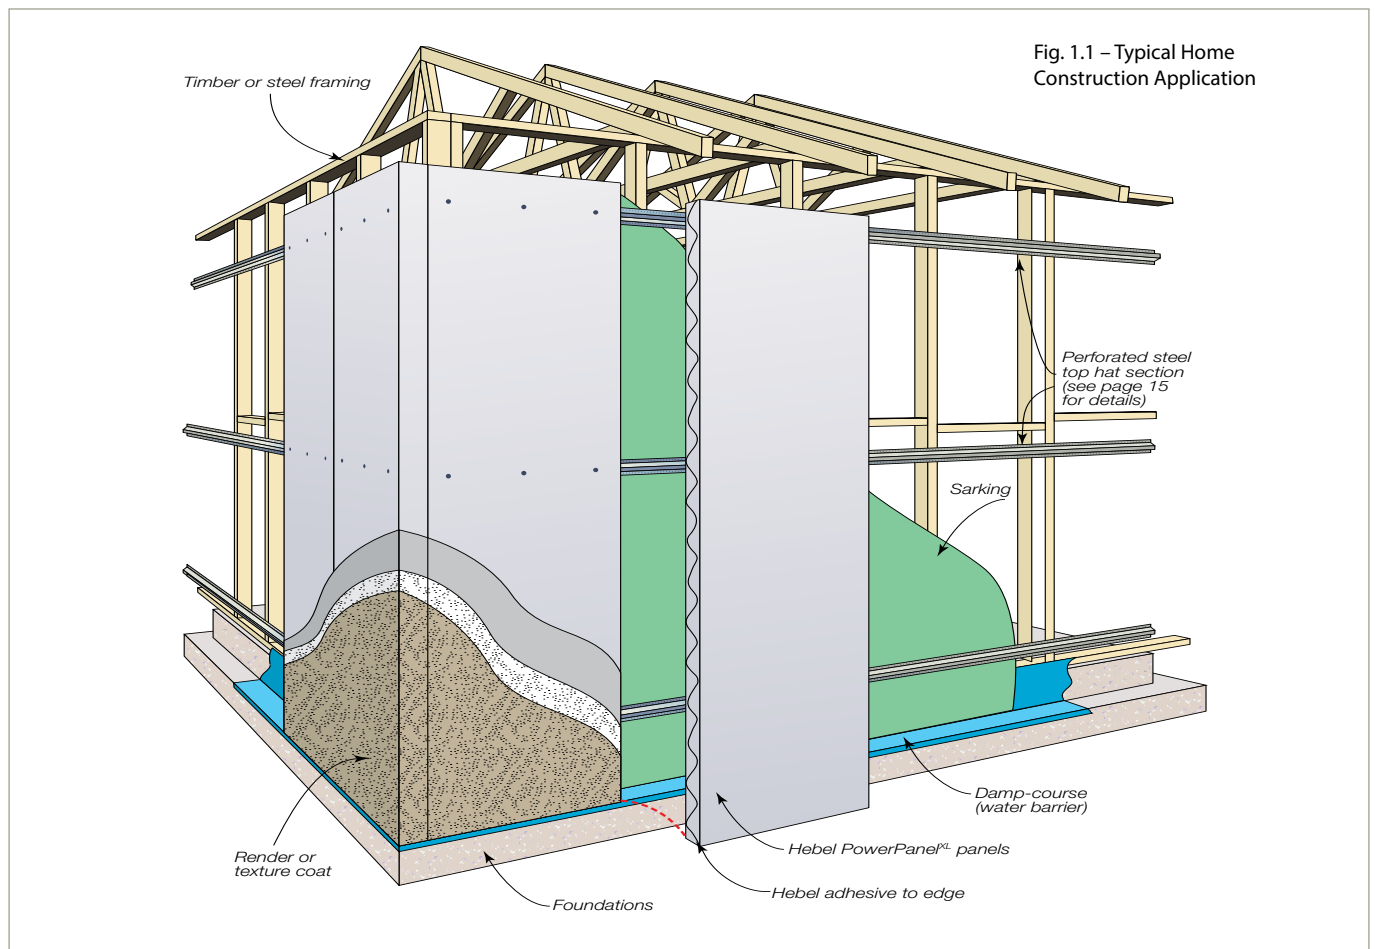 Fig. 1.1 – Typical Home
Construction Application
Timber or steel framing
Perforated steel
top hat section
(see page 15
for details)
Sarking
Damp-course
(water barrier)
Hebel PowerPanelXL panels
Hebel adhesive to edge
Render or
texture coat
Foundations